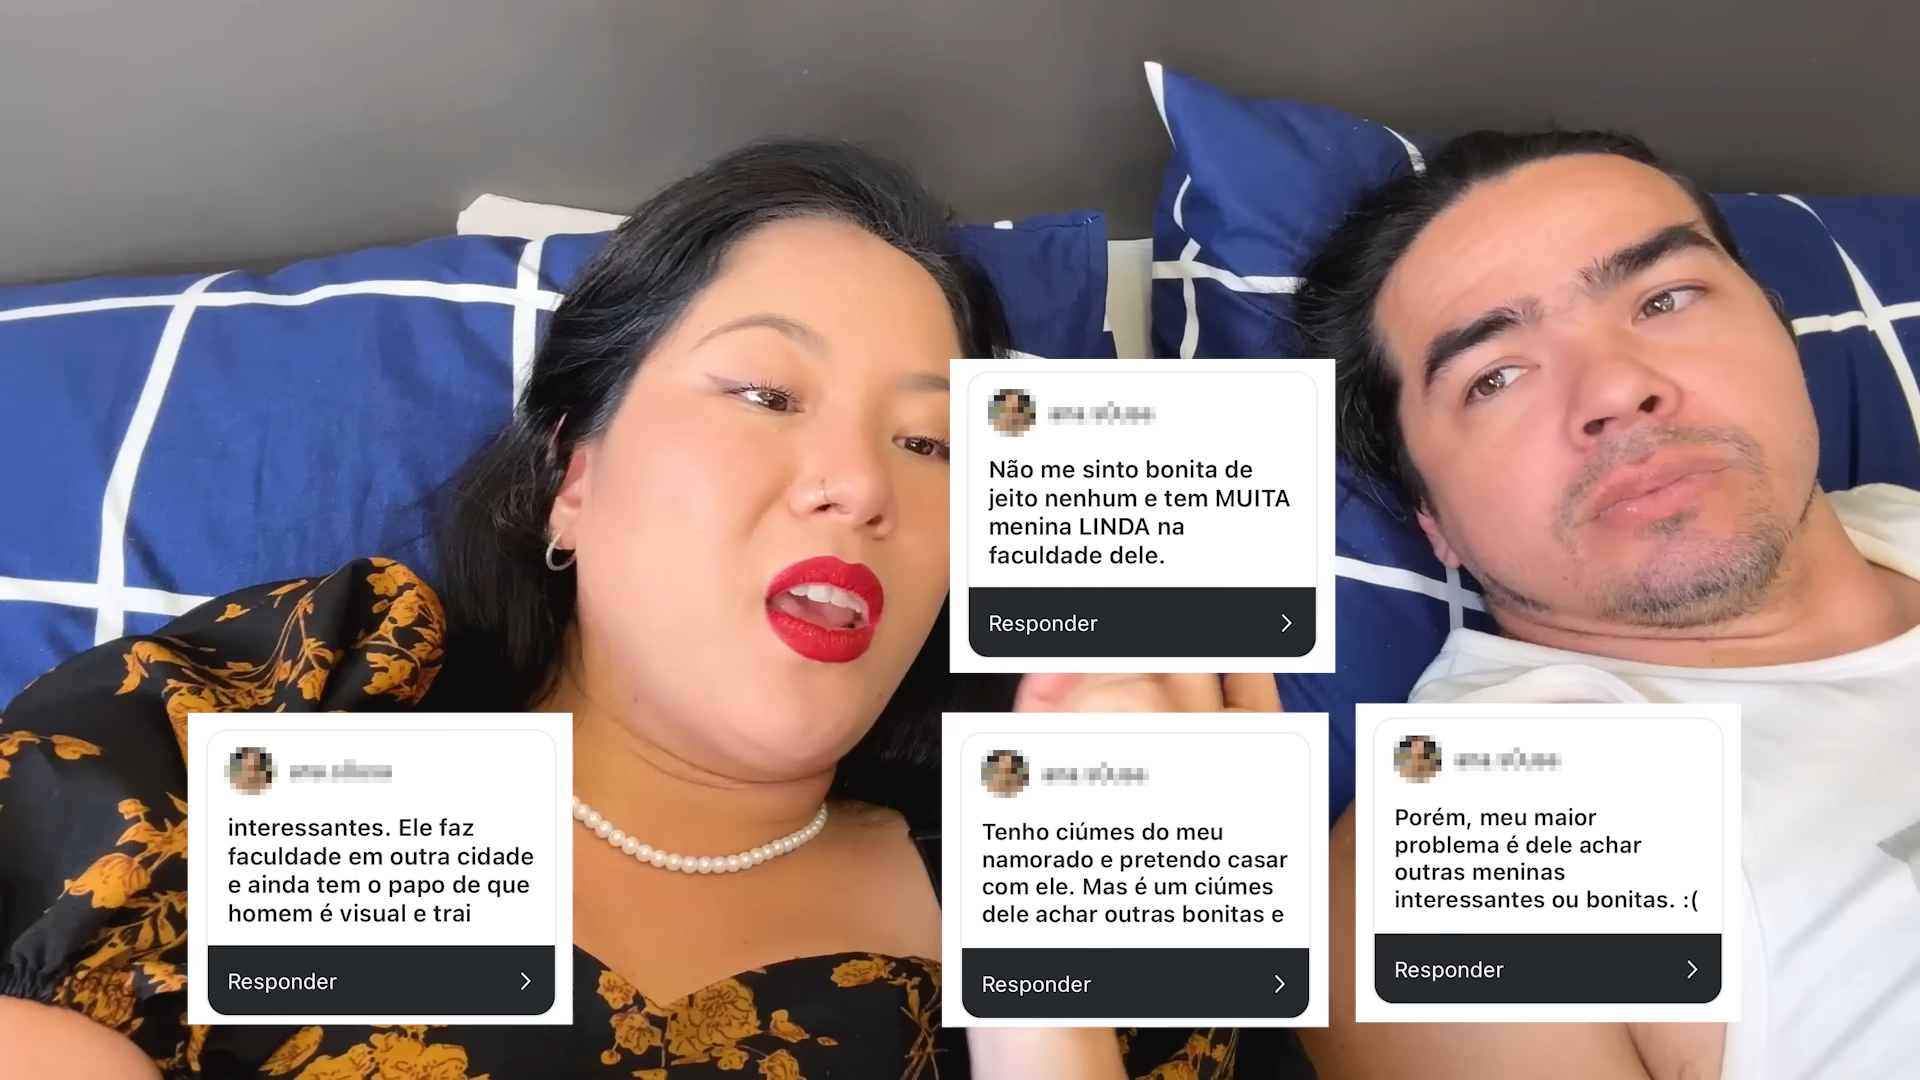 Não me sinto bonita de
jeito nenhum e tem MUITA
menina LINDA na
faculdade dele.
Responder
interessantes. Ele faz
faculdade em outra cidade
e ainda tem o papo de que
homem é visual e trai
Responder
Tenho ciúmes do meu
namorado e pretendo casar
com ele. Mas é um ciúmes
dele achar outras bonitas e
Responder
Porém, meu maior
problema é dele achar
outras meninas
interessantes ou bonitas. :(
Responder